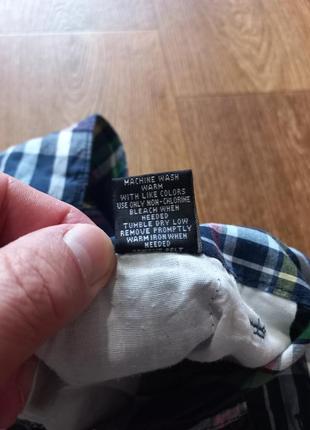 MACHINE WASH
WARM
WITH LIKE COLORS
USE ONLY NON-CHLORINE
BLEACH WHEN
NEEDED
TUMBLE DRY LOW
REMOVE PROMPTLY
WARM IRON WHEN
NEEDED
BELT